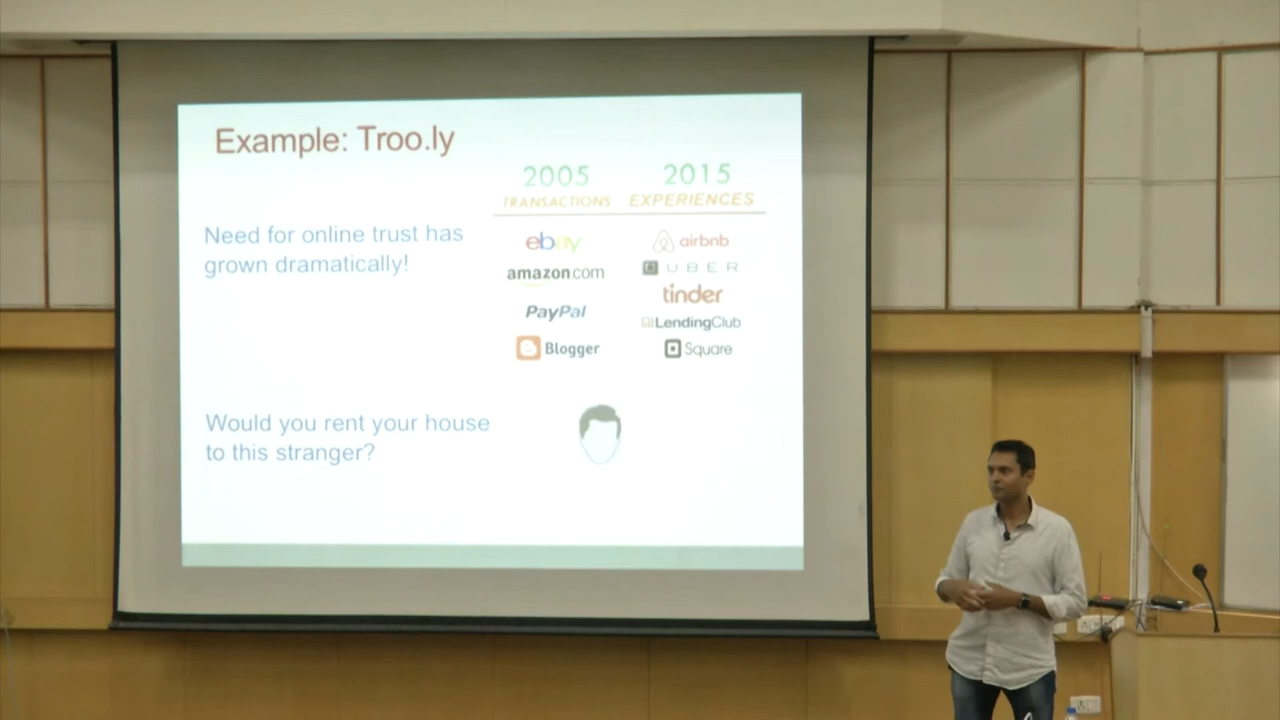 Example: Troo.ly
2005
2015
TRANSACTIONS
EXPERIENCES
Need for online trust has
grown dramatically!
ebay
airbnb
amazon.com
UBER
tinder
PayPal
LendingClub
Blogger
Square
Would you rent your house
to this stranger?